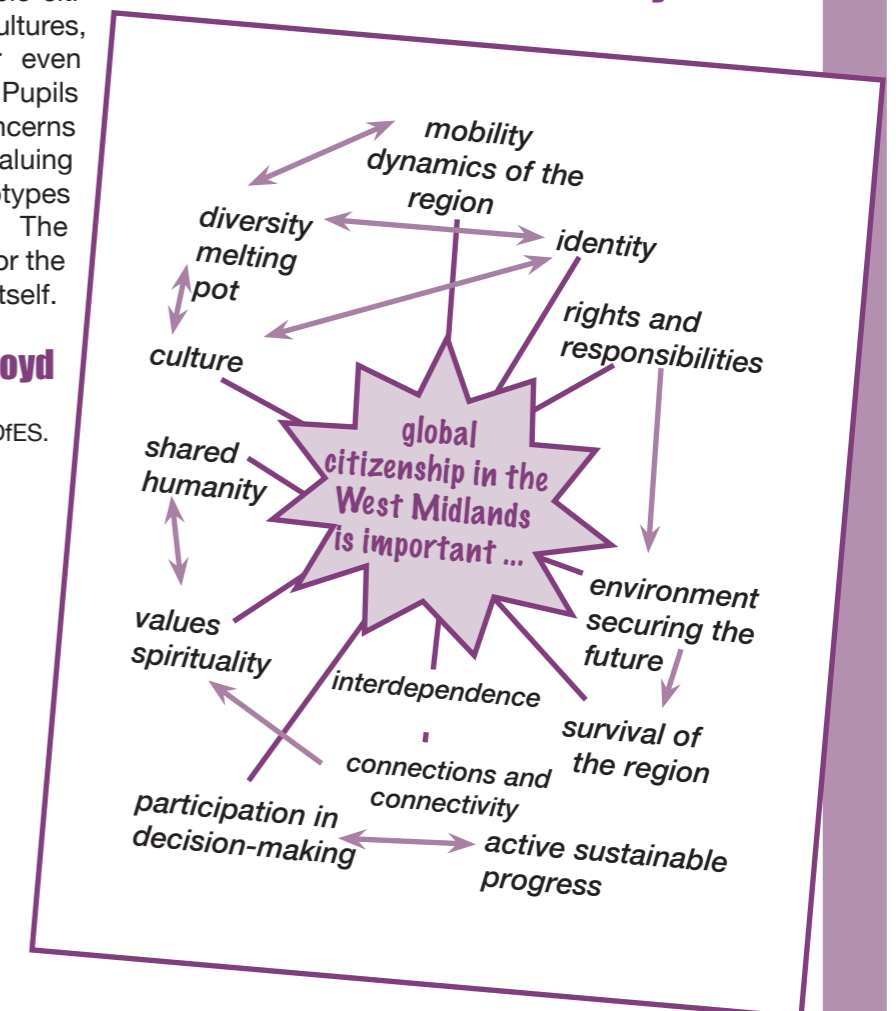 ultures,
even
Pupils
ncerns
aluing
otypes
The
or the
tself.
oyd
DfES.
mobility
dynamics of the
region
diversity
melting
pot
identity
rights and
responsibilities
culture
shared
humanity
global
citizenship in the
West Midlands
is important ...
environment
securing the
future
values
spirituality
interdependence
survival of
the region
connections and
connectivity
participation in
decision-making
active sustainable
progress